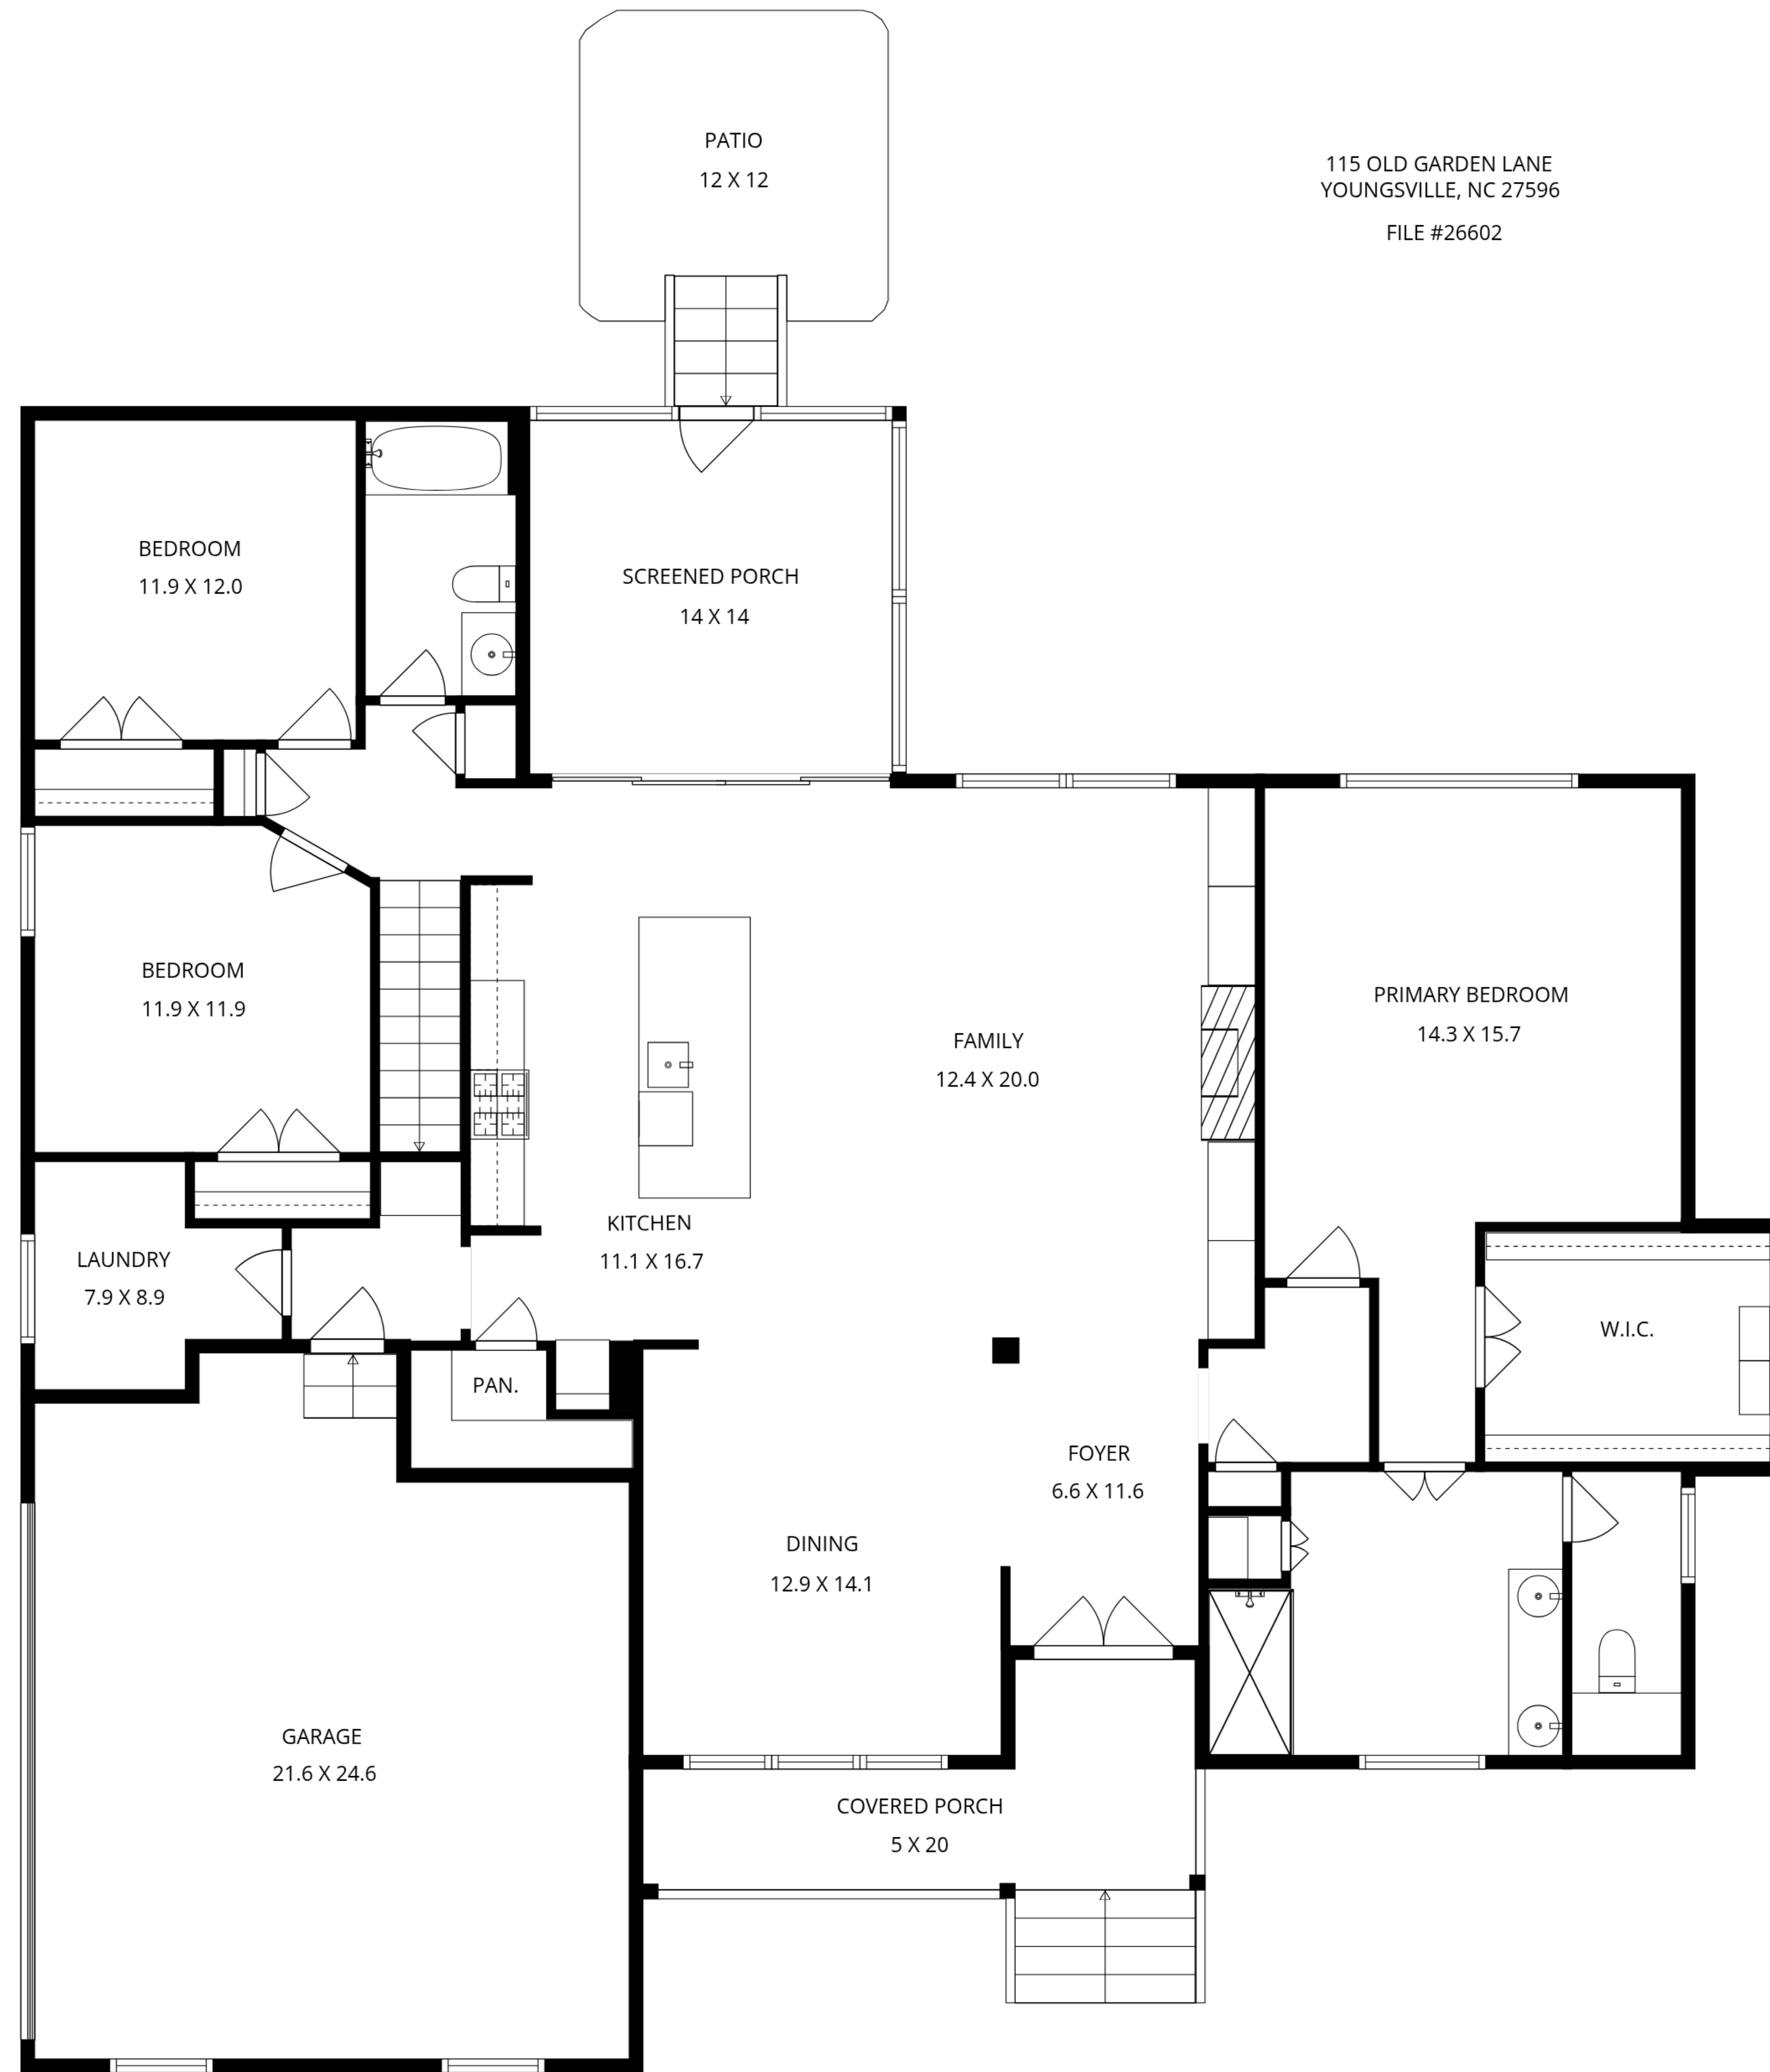 PATIO
12 X 12
115 OLD GARDEN LANE
YOUNGSVILLE, NC 27596
FILE #26602
BEDROOM
11.9 X 12.0
SCREENED PORCH
14 X 14
BEDROOM
11.9 X 11.9
FAMILY
12.4 X 20.0
PRIMARY BEDROOM
14.3 X 15.7
KITCHEN
11.1 X 16.7
LAUNDRY
7.9 X 8.9
W.I.C.
PAN.
FOYER
6.6 X 11.6
DINING
12.9 X 14.1
GARAGE
21.6 X 24.6
COVERED PORCH
5 X 20